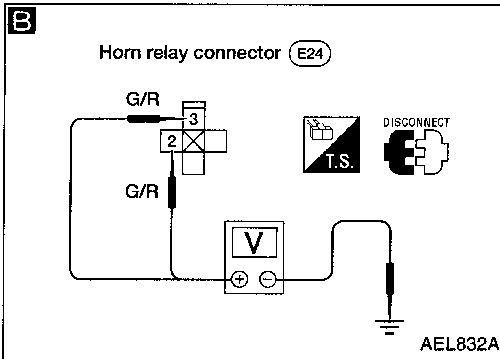 B
Horn relay connector E24
G/R
3
2
DISCONNECT
T.S.
G/R
V
+ −
AEL832A